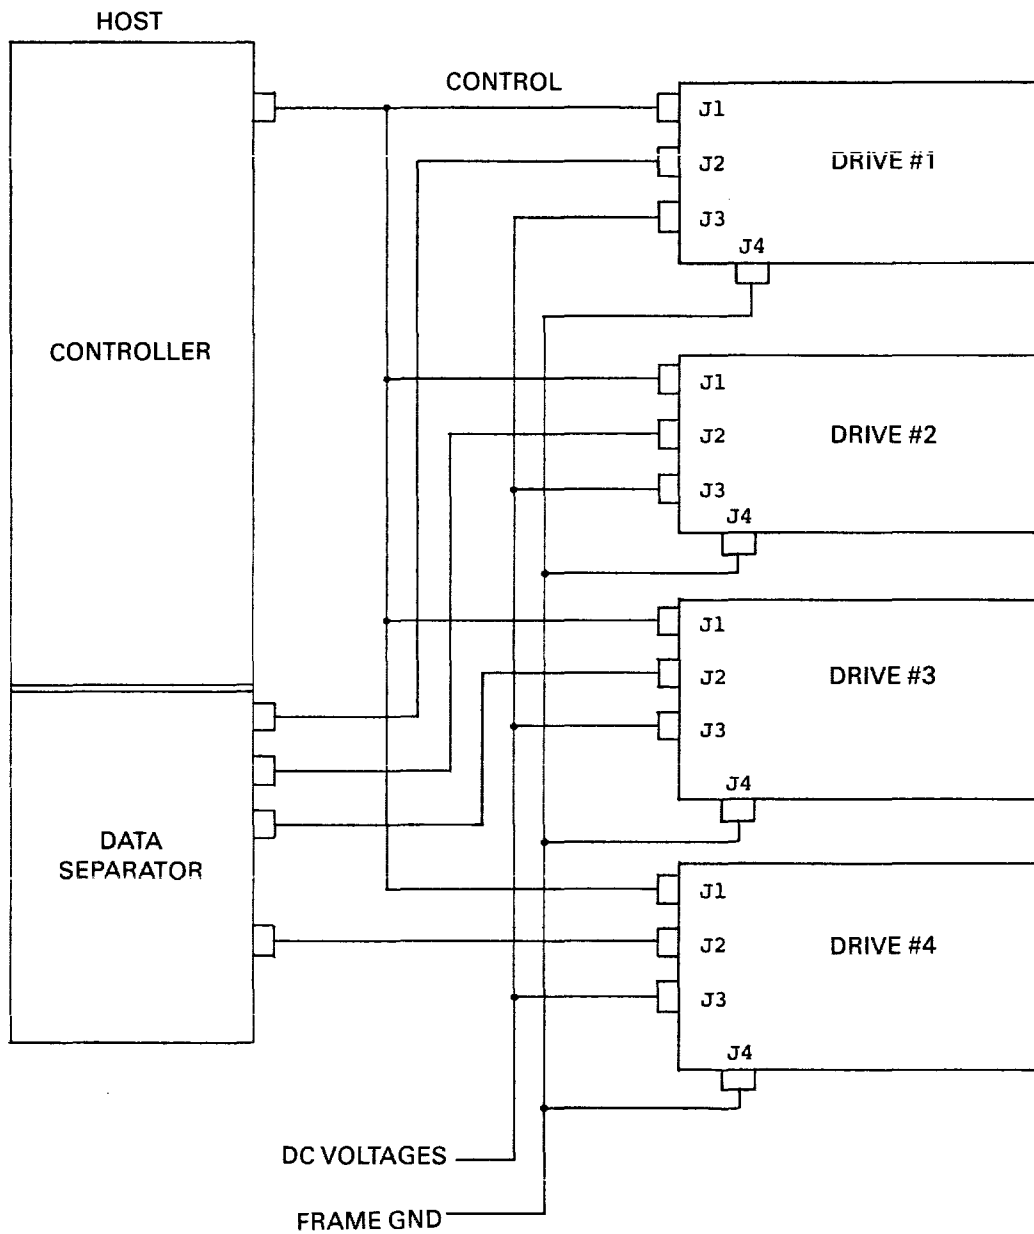 HOST
CONTROL
CONTROLLER
DATA
SEPARATOR
J1
DRIVE #1
J2
J3
J4
J1
DRIVE #2
J2
J3
J4
J1
DRIVE #3
J2
J3
J4
J1
DRIVE #4
J2
J3
J4
DC VOLTAGES
FRAME GND